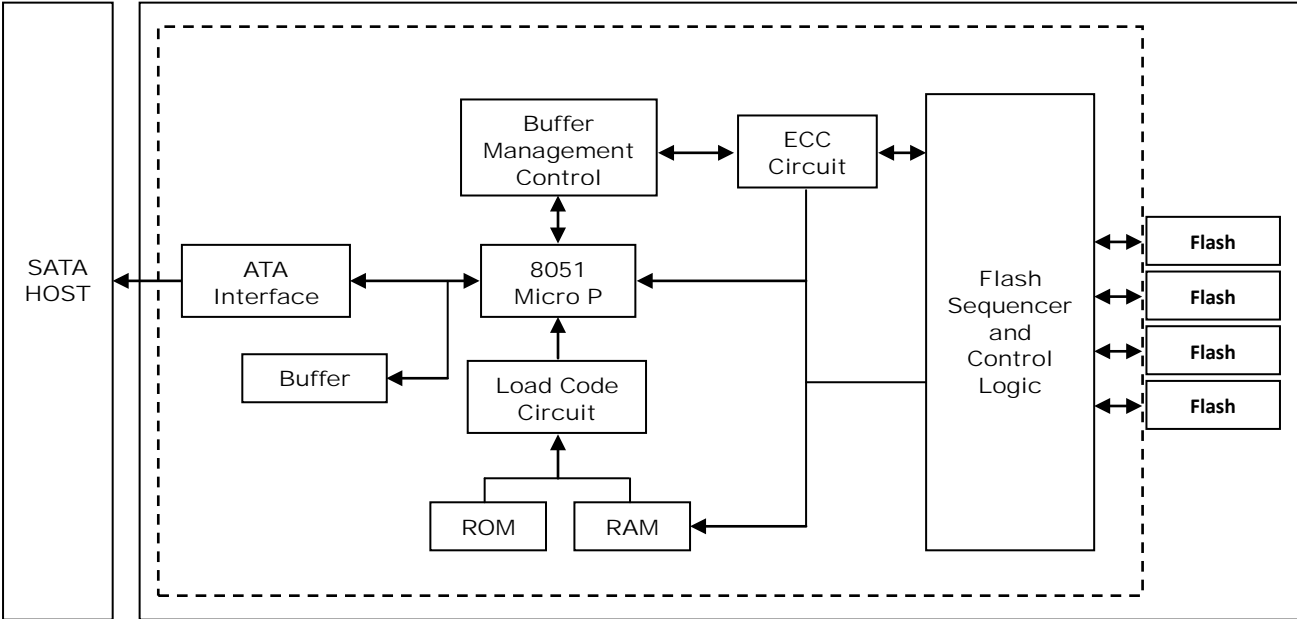 SATA
HOST
ATA
Interface
Buffer
Buffer
Management
Control
8051
Micro P
Load Code
Circuit
ROM
RAM
ECC
Circuit
Flash
Sequencer
and
Control
Logic
Flash
Flash
Flash
Flash